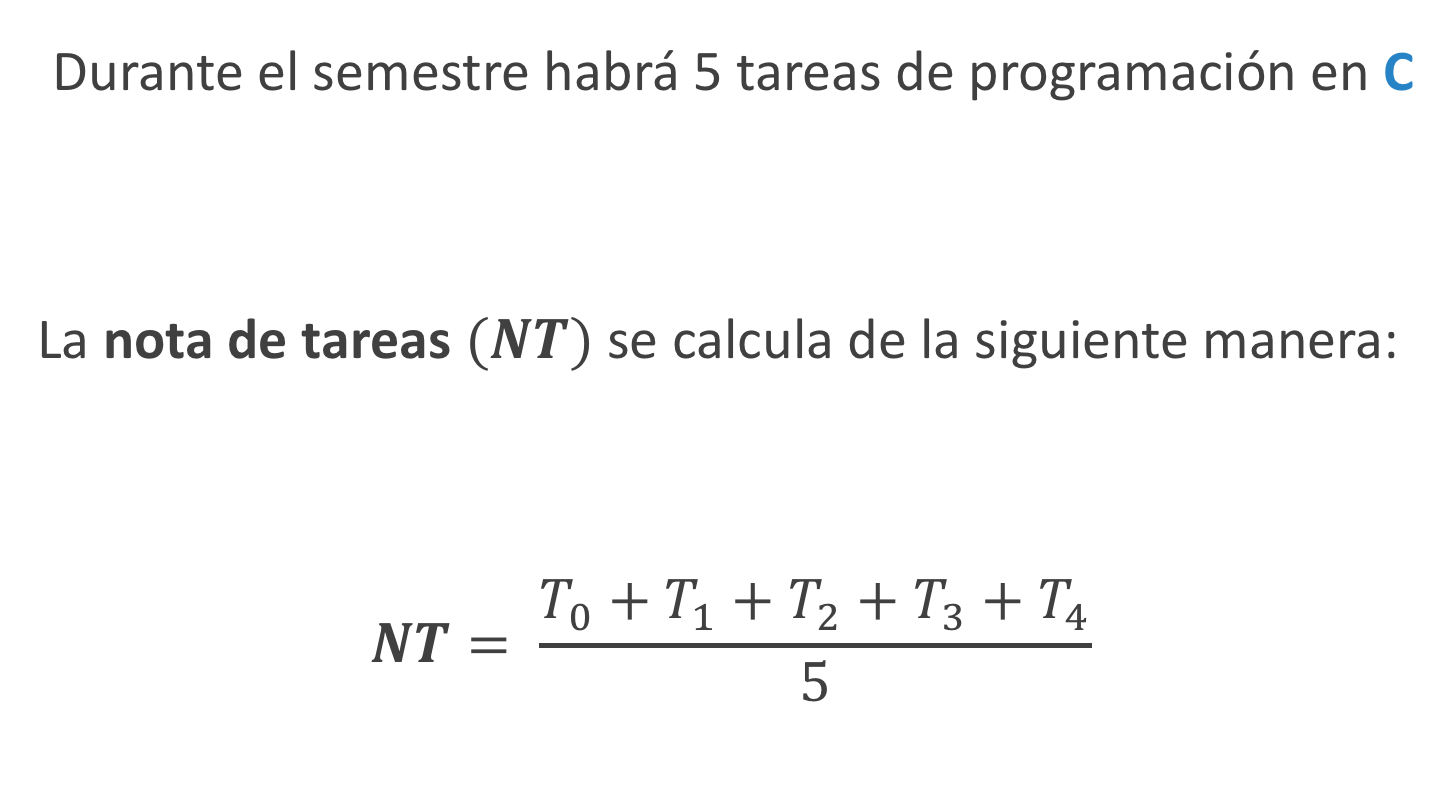 Durante el semestre habrá 5 tareas de programación en C
La nota de tareas (NT) se calcula de la siguiente manera:
NT = (T₀ + T₁ + T₂ + T₃ + T₄) / 5